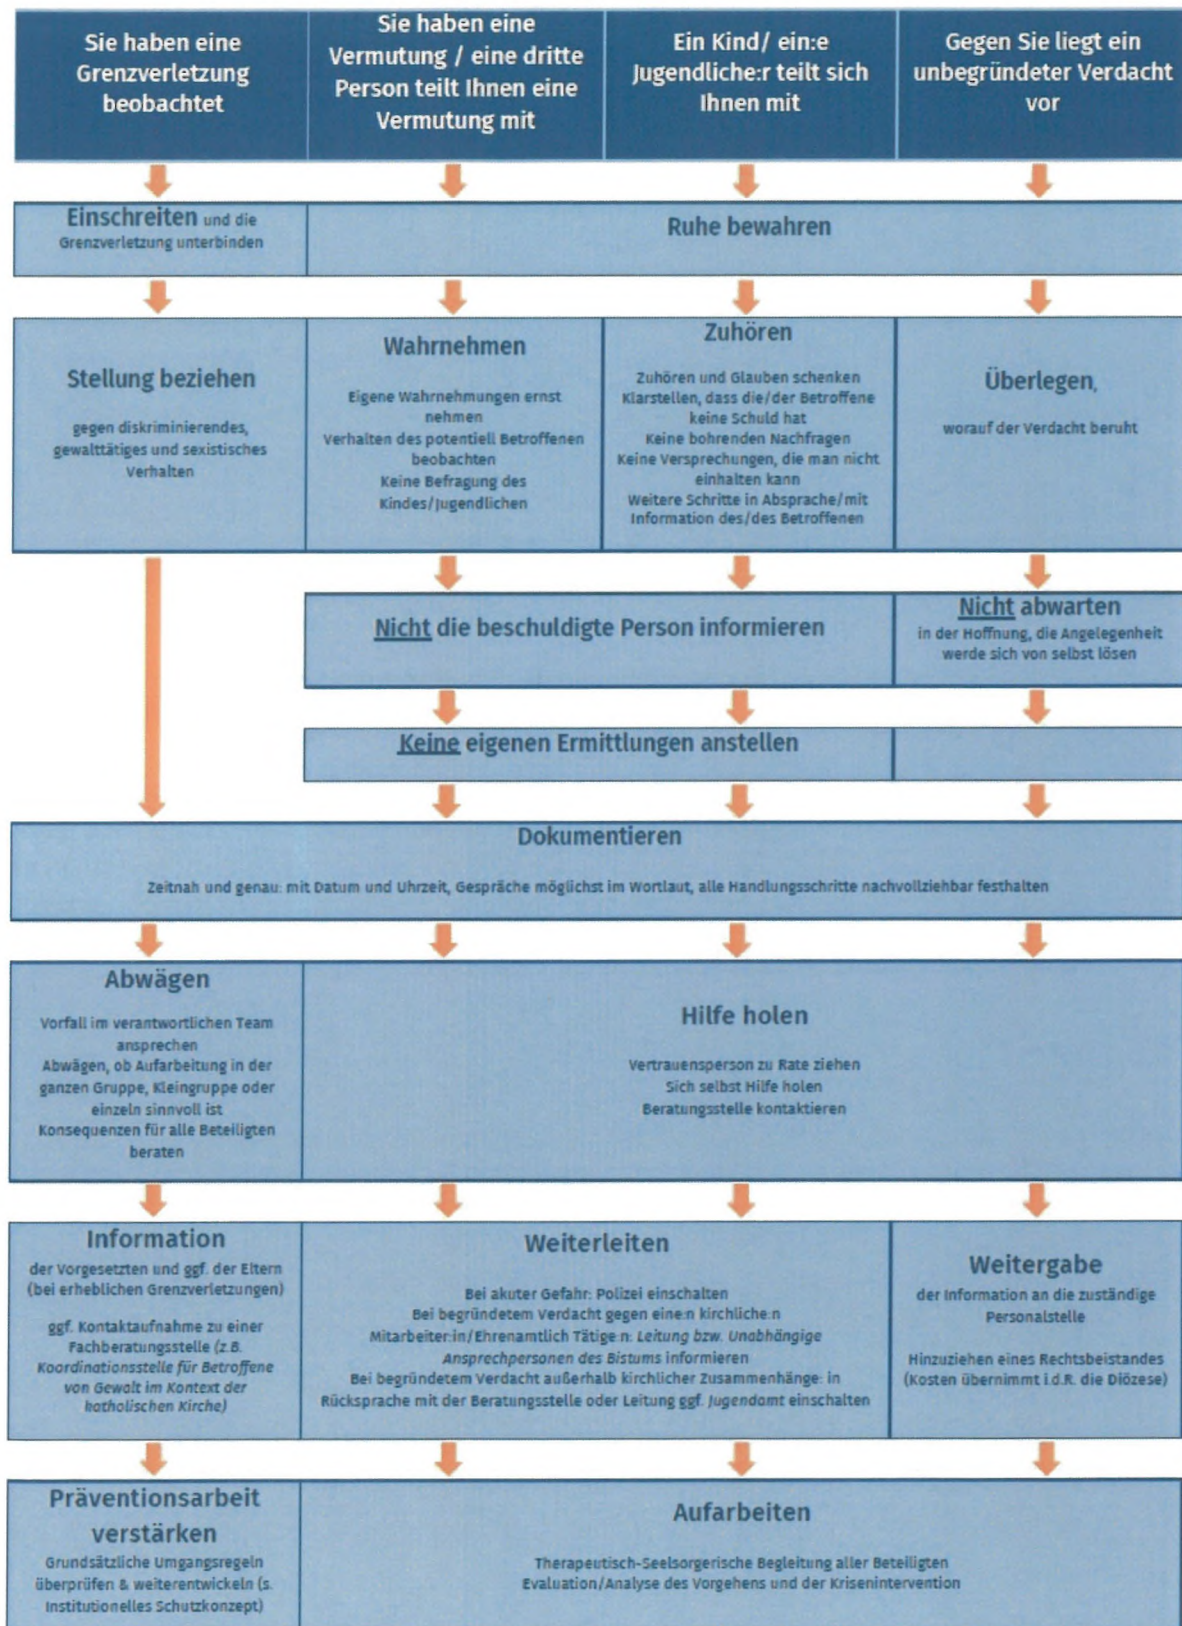 Sie haben eine
Grenzverletzung
beobachtet
Sie haben eine
Vermutung / eine dritte
Person teilt Ihnen eine
Vermutung mit
Ein Kind/ ein:e
Jugendliche:r teilt sich
Ihnen mit
Gegen Sie liegt ein
unbegründeter Verdacht
vor
Einschreiten und die
Grenzverletzung unterbinden
Ruhe bewahren
Stellung beziehen
gegen diskriminierendes,
gewalttätiges und sexistisches
Verhalten
Wahrnehmen
Eigene Wahrnehmungen ernst
nehmen
Verhalten des potentiell Betroffenen
beobachten
Keine Befragung des
Kindes/Jugendlichen
Zuhören
Zuhören und Glauben schenken
Klarstellen, dass die/der Betroffene
keine Schuld hat
Keine bohrenden Nachfragen
Keine Versprechungen, die man nicht
einhalten kann
Weitere Schritte in Absprache/mit
Information des/des Betroffenen
Überlegen,
worauf der Verdacht beruht
Nicht die beschuldigte Person informieren
Nicht abwarten
in der Hoffnung, die Angelegenheit
werde sich von selbst lösen
Keine eigenen Ermittlungen anstellen
Dokumentieren
Zeitnah und genau: mit Datum und Uhrzeit, Gespräche möglichst im Wortlaut, alle Handlungsschritte nachvollziehbar festhalten
Abwägen
Vorfall im verantwortlichen Team
ansprechen
Abwägen, ob Aufarbeitung in der
ganzen Gruppe, Kleingruppe oder
einzeln sinnvoll ist
Konsequenzen für alle Beteiligten
beraten
Hilfe holen
Vertrauensperson zu Rate ziehen
Sich selbst Hilfe holen
Beratungsstelle kontaktieren
Information
der Vorgesetzten und ggf. der Eltern
(bei erheblichen Grenzverletzungen)
ggf. Kontaktaufnahme zu einer
Fachberatungsstelle (z.B.
Koordinationsstelle für Betroffene
von Gewalt im Kontext der
katholischen Kirche)
Weiterleiten
Bei akuter Gefahr: Polizei einschalten
Bei begründetem Verdacht gegen eine:n kirchliche:n
Mitarbeiter:in/Ehrenamtlich Tätige:n: Leitung bzw. Unabhängige
Ansprechpersonen des Bistums informieren
Bei begründetem Verdacht außerhalb kirchlicher Zusammenhänge: in
Rücksprache mit der Beratungsstelle oder Leitung ggf. Jugendamt einschalten
Weitergabe
der Information an die zuständige
Personalstelle
Hinzuziehen eines Rechtsbeistandes
(Kosten übernimmt i.d.R. die Diözese)
Präventionsarbeit
verstärken
Grundsätzliche Umgangsregeln
überprüfen & weiterentwickeln (s.
Institutionelles Schutzkonzept)
Aufarbeiten
Therapeutisch-Seelsorgerische Begleitung aller Beteiligten
Evaluation/Analyse des Vorgehens und der Krisenintervention